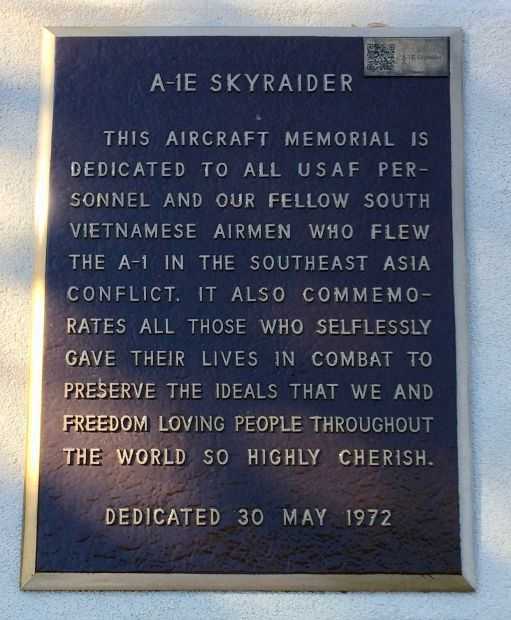 A-1E Skyraider
A-1E SKYRAIDER
THIS AIRCRAFT MEMORIAL IS
DEDICATED TO ALL USAF PER-
SONNEL AND OUR FELLOW SOUTH
VIETNAMESE AIRMEN WHO FLEW
THE A-1 IN THE SOUTHEAST ASIA
CONFLICT. IT ALSO COMMEMO-
RATES ALL THOSE WHO SELFLESSLY
GAVE THEIR LIVES IN COMBAT TO
PRESERVE THE IDEALS THAT WE AND
FREEDOM LOVING PEOPLE THROUGHOUT
THE WORLD SO HIGHLY CHERISH.
DEDICATED 30 MAY 1972